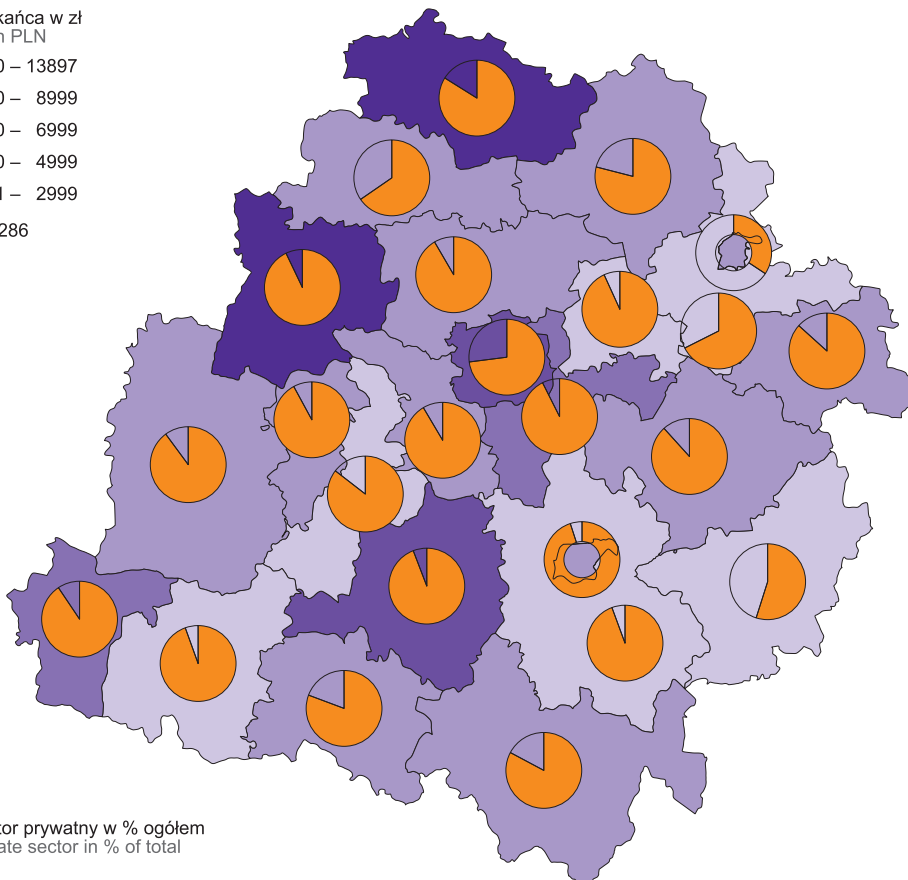 kańca w zł
n PLN
0 – 13897
0 – 8999
0 – 6999
0 – 4999
1 – 2999
286
tor prywatny w % ogółem
ate sector in % of total